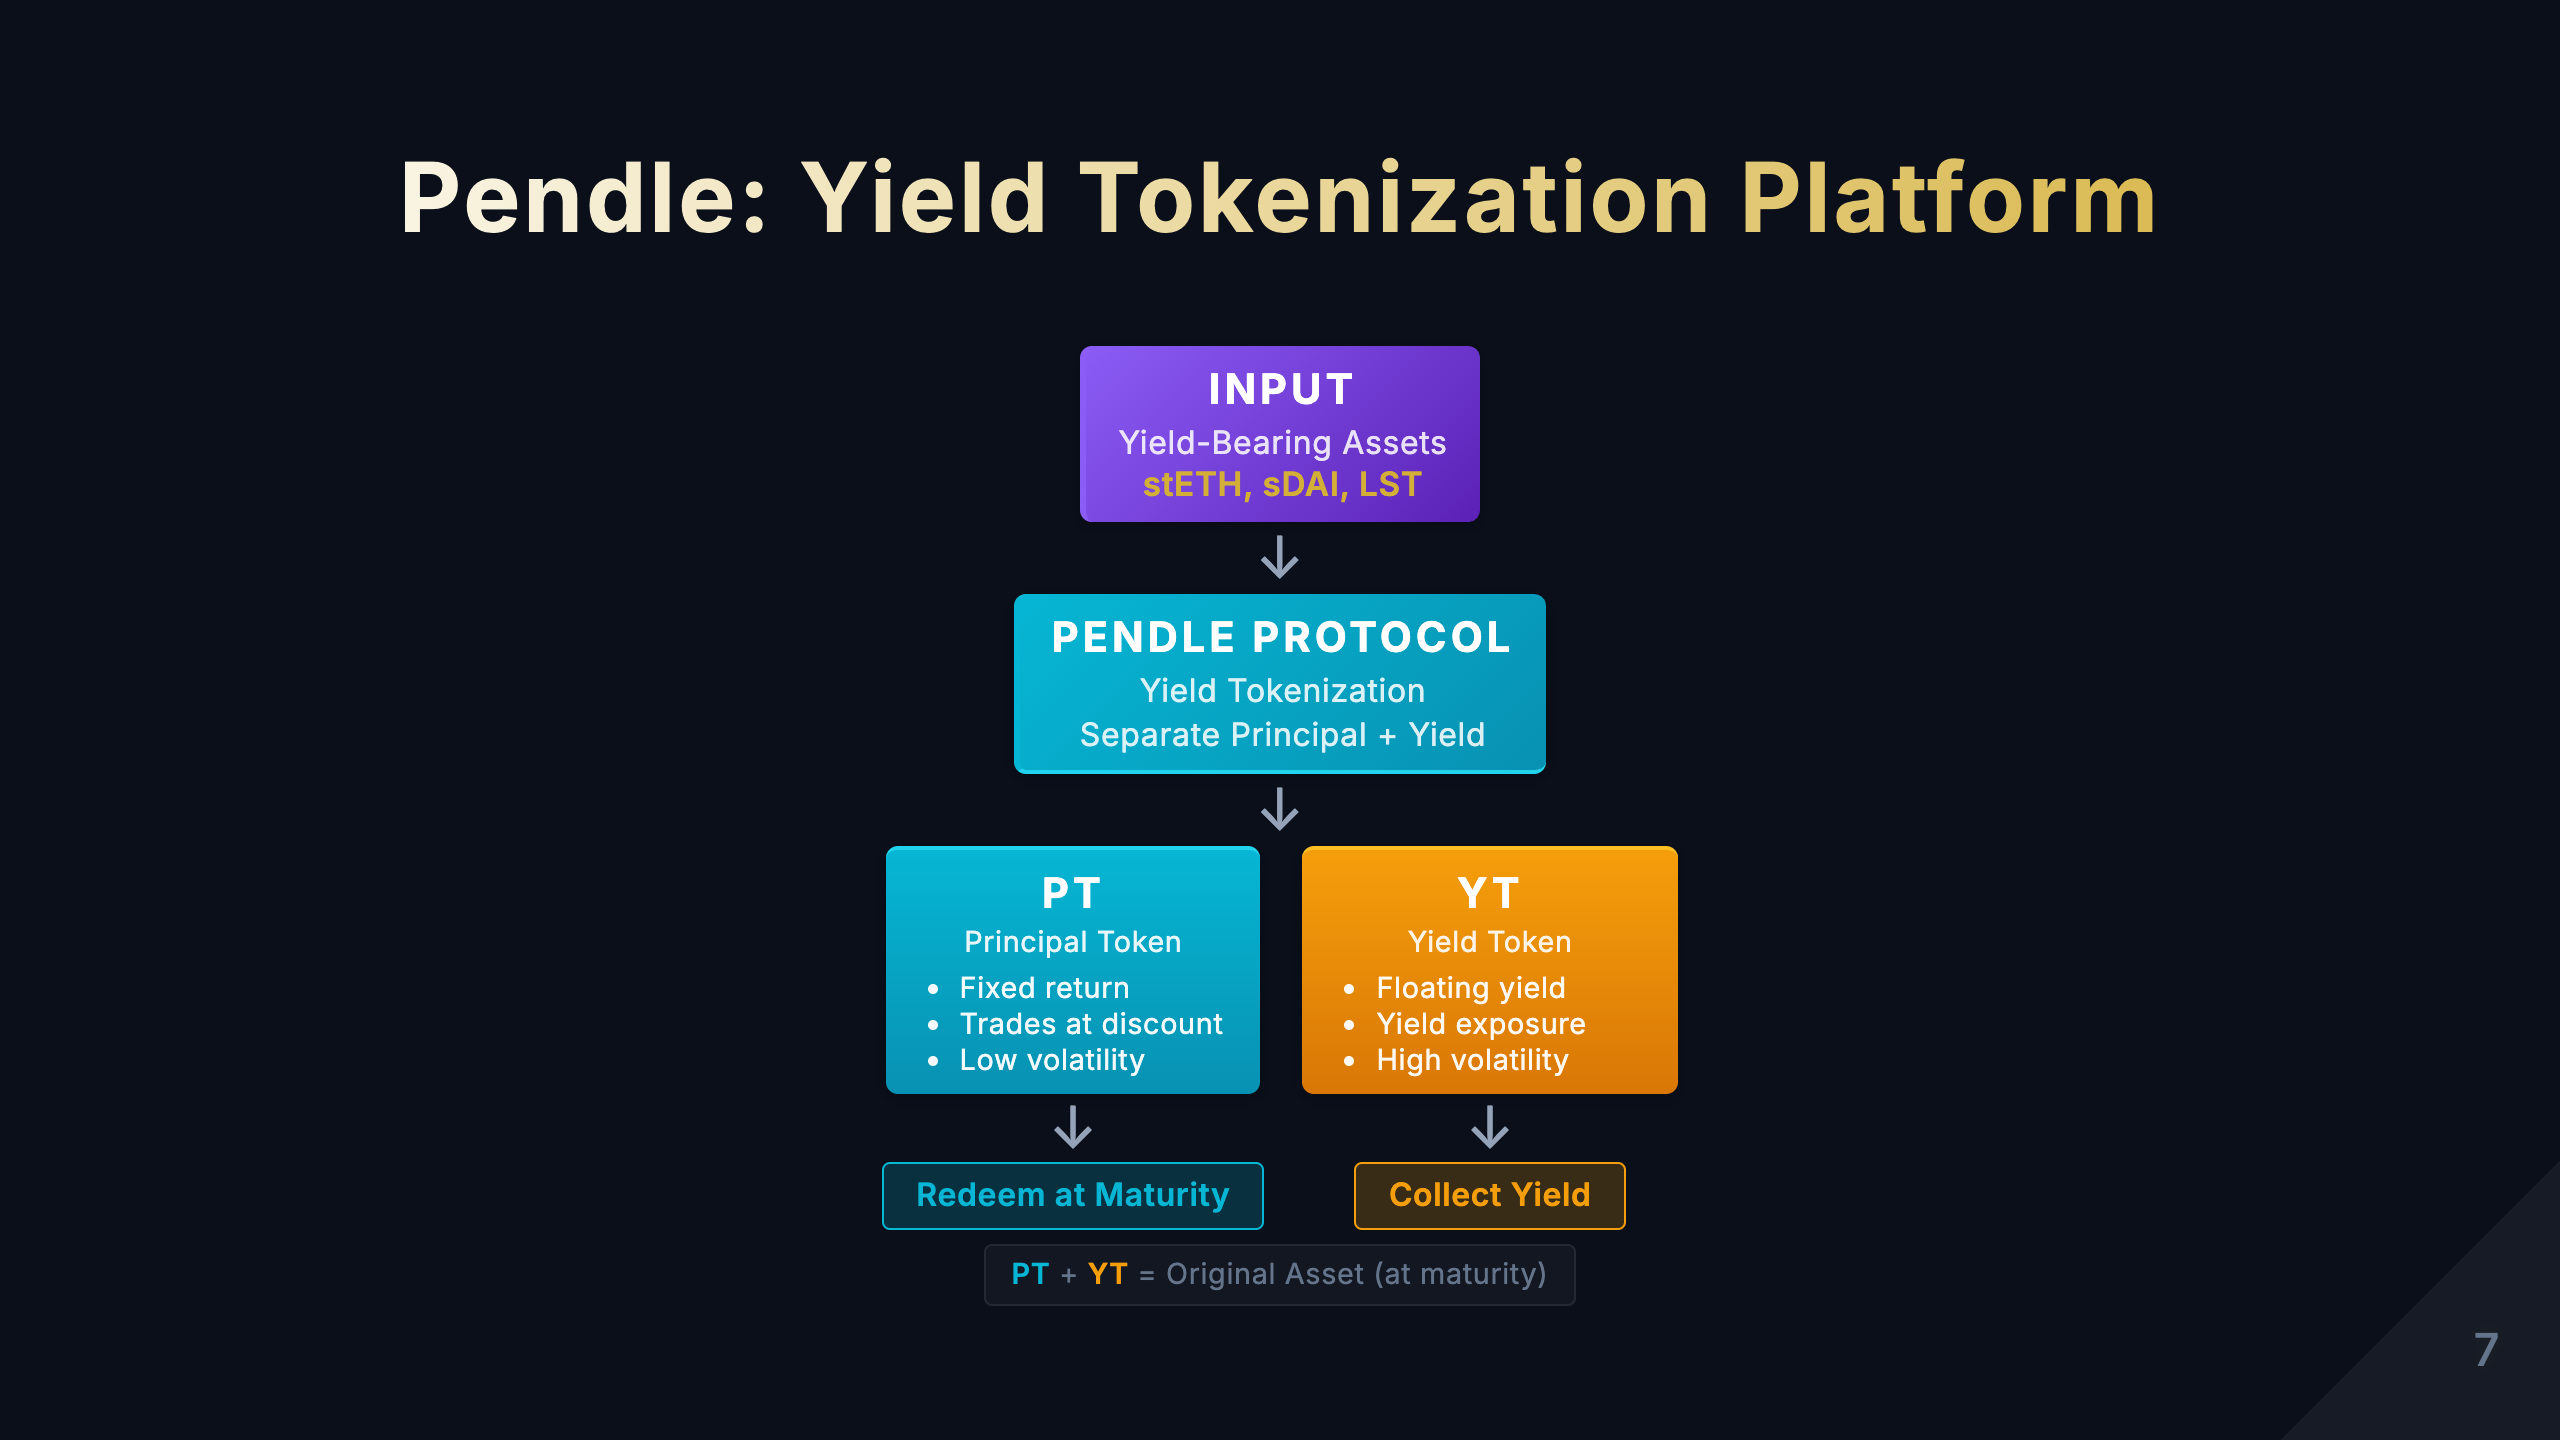 Pendle: Yield Tokenization Platform
INPUT
Yield-Bearing Assets
stETH, sDAI, LST
PENDLE PROTOCOL
Yield Tokenization
Separate Principal + Yield
PT
Principal Token
• Fixed return
• Trades at discount
• Low volatility
YT
Yield Token
• Floating yield
• Yield exposure
• High volatility
Redeem at Maturity
Collect Yield
PT + YT = Original Asset (at maturity)
7